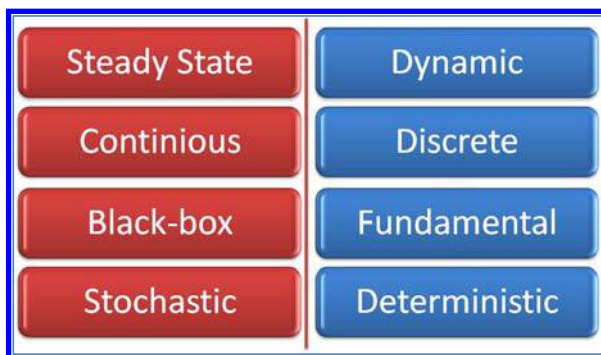 Steady State
Dynamic
Continious
Discrete
Black-box
Fundamental
Stochastic
Deterministic